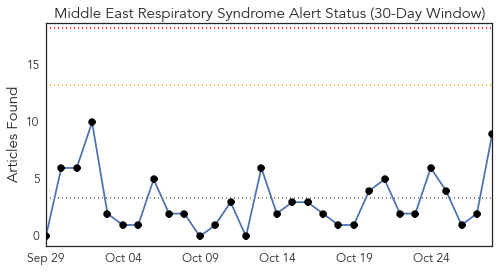 Middle East Respiratory Syndrome Alert Status (30-Day Window)
Articles Found
15
10
5
0
Sep 29 Oct 04 Oct 09 Oct 14 Oct 19 Oct 24